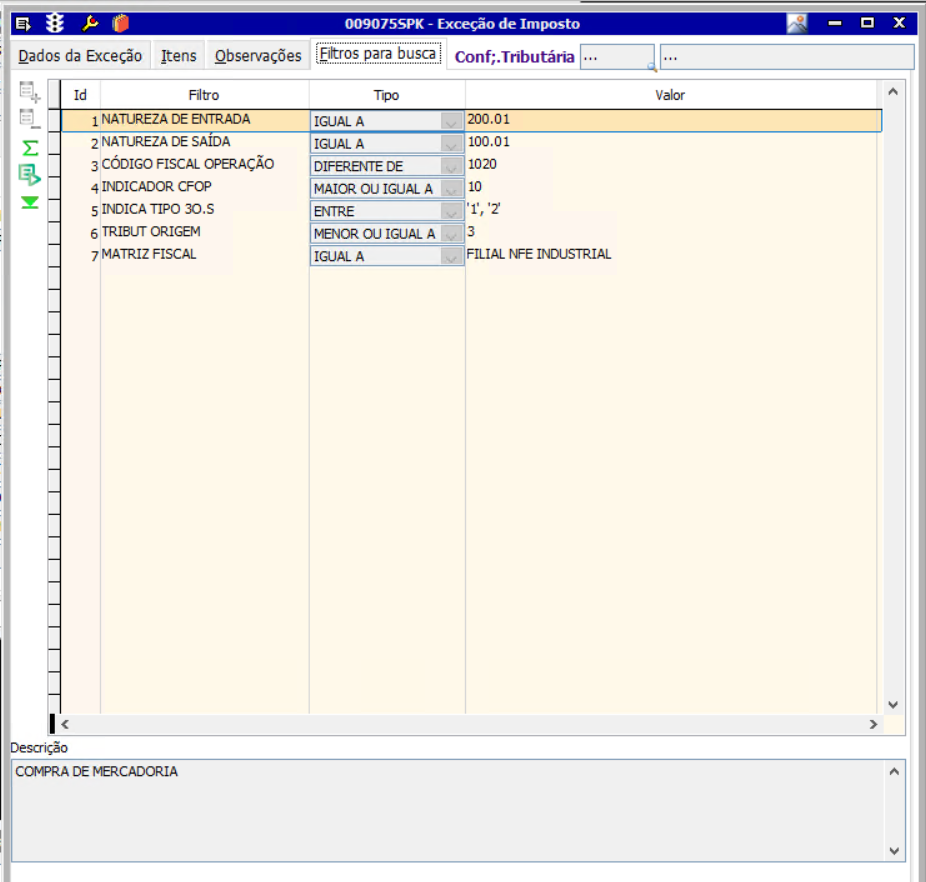 009075SPK - Exceção de Imposto
Dados da Exceção Itens Observações Filtros para busca Conf;.Tributária ... ...
Id Filtro Tipo Valor
1 NATUREZA DE ENTRADA IGUAL A 200.01
2 NATUREZA DE SAÍDA IGUAL A 100.01
3 CÓDIGO FISCAL OPERAÇÃO DIFERENTE DE 1020
4 INDICADOR CFOP MAIOR OU IGUAL A 10
5 INDICA TIPO 3O.S ENTRE '1', '2'
6 TRIBUT ORIGEM MENOR OU IGUAL A 3
7 MATRIZ FISCAL IGUAL A FILIAL NFE INDUSTRIAL
Descrição
COMPRA DE MERCADORIA